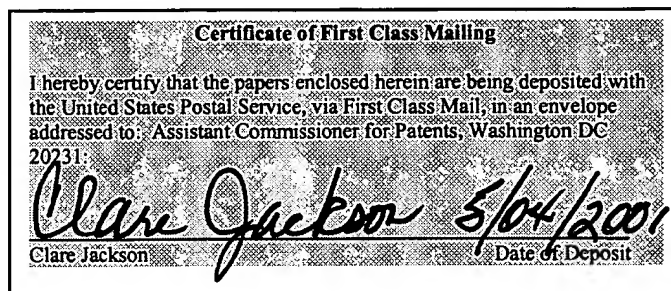 Certificate of First Class Mailing
I hereby certify that the papers enclosed herein are being deposited with
the United States Postal Service, via First Class Mail, in an envelope
addressed to: Assistant Commissioner for Patents, Washington DC
20231:
Clare Jackson 5/04/2001
Clare Jackson Date of Deposit